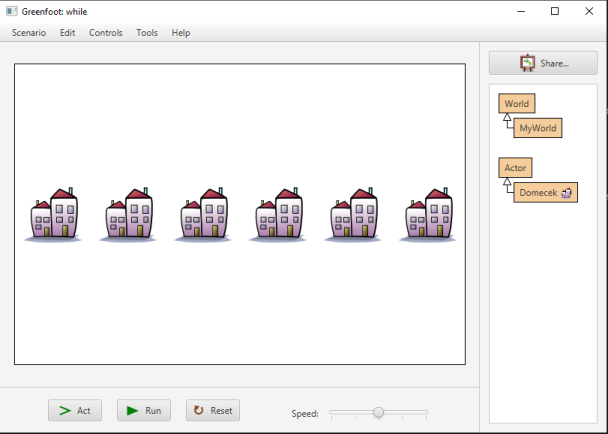 Greenfoot: while
Scenario Edit Controls Tools Help
Share...
World
MyWorld
Actor
Domecek
Act Run Reset Speed: